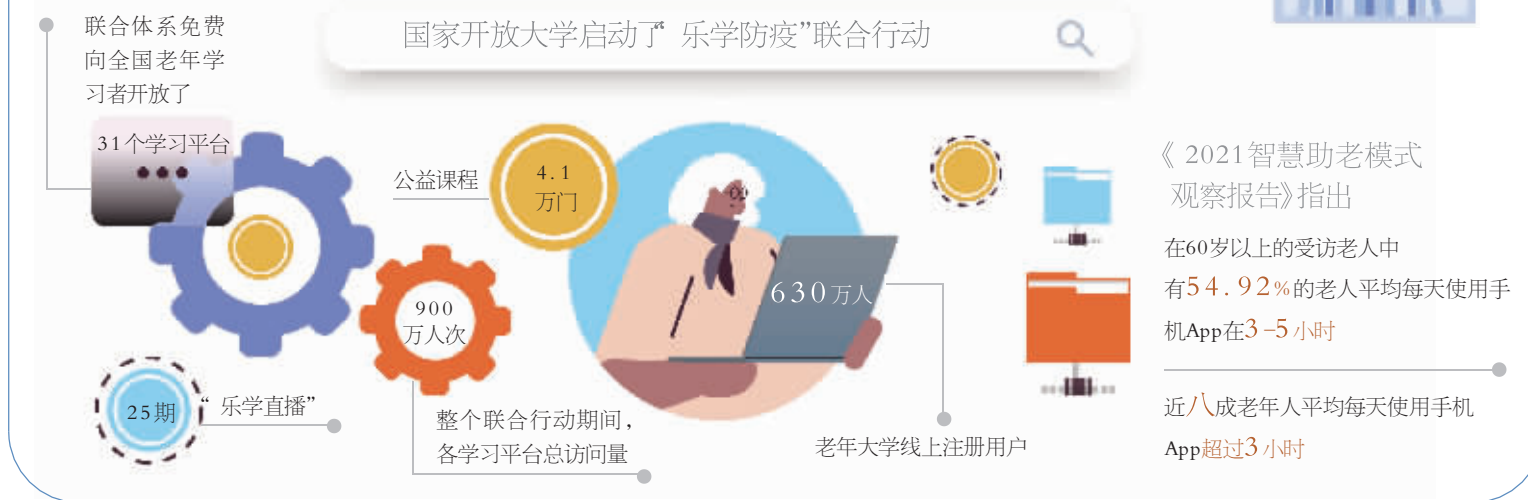 联合体系免费
向全国老年学
习者开放了
31个学习平台
国家开放大学启动了“乐学防疫”联合行动
公益课程
4.1
万门
900
万人次
630万人
25期
“乐学直播”
整个联合行动期间，
各学习平台总访问量
老年大学线上注册用户
《2021智慧助老模式
观察报告》指出
在60岁以上的受访老人中
有54.92%的老人平均每天使用手
机App在3-5小时
近八成老年人平均每天使用手机
App超过3小时